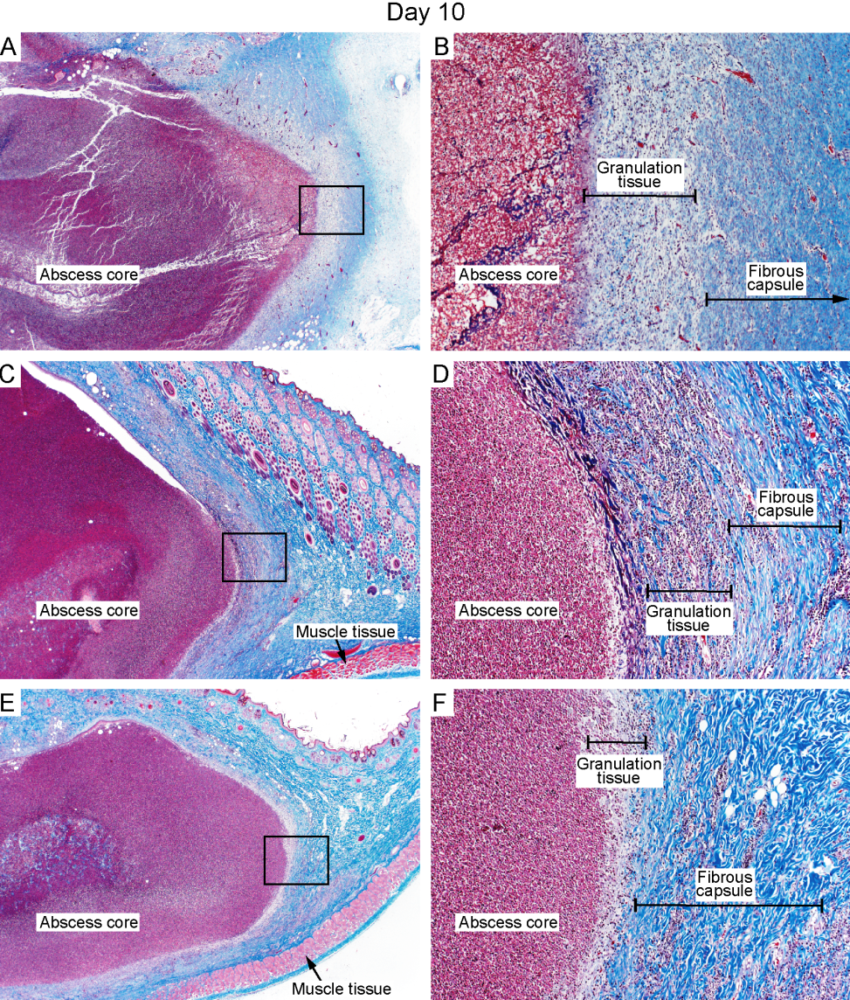 Day 10
A
Abscess core
B
Granulation
tissue
Abscess core
Fibrous
capsule
C
Abscess core
Muscle tissue
D
Fibrous
capsule
Abscess core
Granulation
tissue
E
Abscess core
Muscle tissue
F
Granulation
tissue
Fibrous
capsule
Abscess core